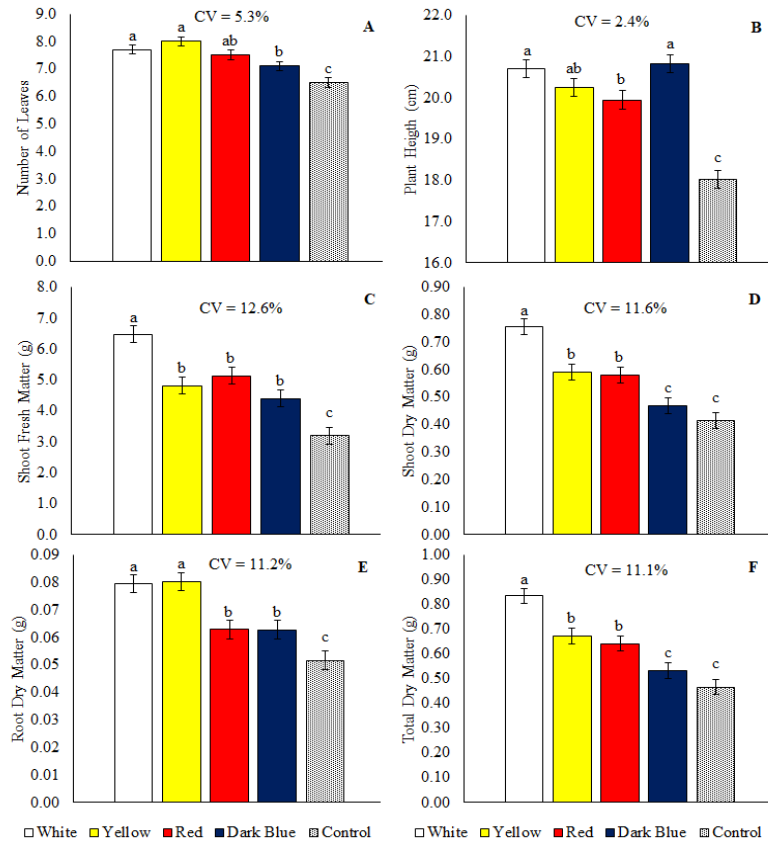 CV = 5.3%
A
8.0
7.0
6.0
5.0
4.0
3.0
2.0
1.0
0.0
Number of Leaves
a
a
ab
b
c
CV = 2.4%
B
22.0
21.0
20.0
19.0
18.0
17.0
16.0
Plant Heigth (cm)
a
ab
b
a
c
CV = 12.6%
C
8.0
7.0
6.0
5.0
4.0
3.0
2.0
1.0
0.0
Shoot Fresh Matter (g)
a
b
b
b
c
CV = 11.6%
D
0.90
0.80
0.70
0.60
0.50
0.40
0.30
0.20
0.10
0.00
Shoot Dry Matter (g)
a
b
b
c
c
CV = 11.2%
E
0.09
0.08
0.07
0.06
0.05
0.04
0.03
0.02
0.01
0.00
Root Dry Matter (g)
a
a
b
b
c
CV = 11.1%
F
1.00
0.90
0.80
0.70
0.60
0.50
0.40
0.30
0.20
0.10
0.00
Total Dry Matter (g)
a
b
b
c
c
White Yellow Red Dark Blue Control White Yellow Red Dark Blue Control